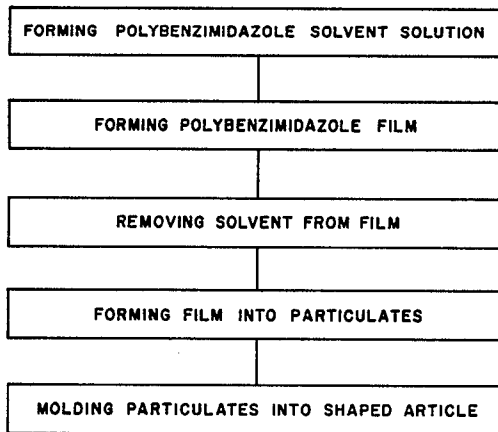 FORMING POLYBENZIMIDAZOLE SOLVENT SOLUTION
FORMING POLYBENZIMIDAZOLE FILM
REMOVING SOLVENT FROM FILM
FORMING FILM INTO PARTICULATES
MOLDING PARTICULATES INTO SHAPED ARTICLE